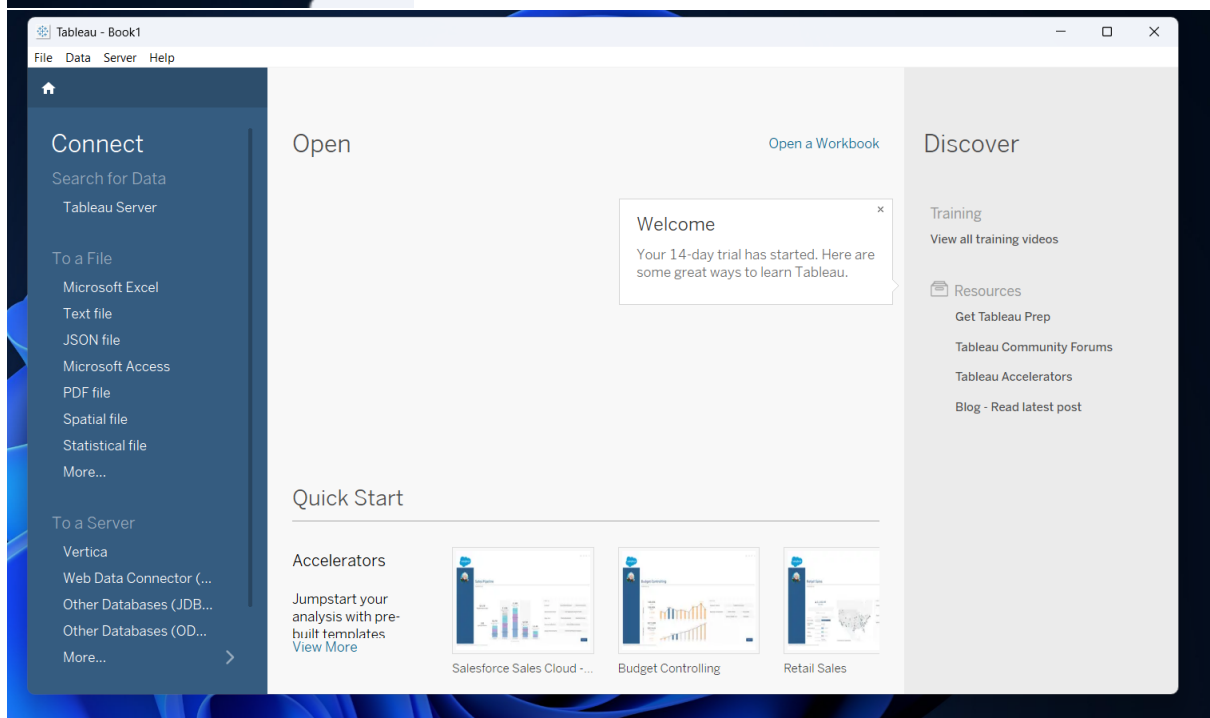 Tableau - Book1
File Data Server Help
Connect
Search for Data
Tableau Server
To a File
Microsoft Excel
Text file
JSON file
Microsoft Access
PDF file
Spatial file
Statistical file
More...
To a Server
Vertica
Web Data Connector (...
Other Databases (JDB...
Other Databases (OD...
More...
Open
Open a Workbook
Welcome
Your 14-day trial has started. Here are
some great ways to learn Tableau.
Quick Start
Accelerators
Jumpstart your
analysis with pre-
built templates
View More
Salesforce Sales Cloud -...
Budget Controlling
Retail Sales
Discover
Training
View all training videos
Resources
Get Tableau Prep
Tableau Community Forums
Tableau Accelerators
Blog - Read latest post